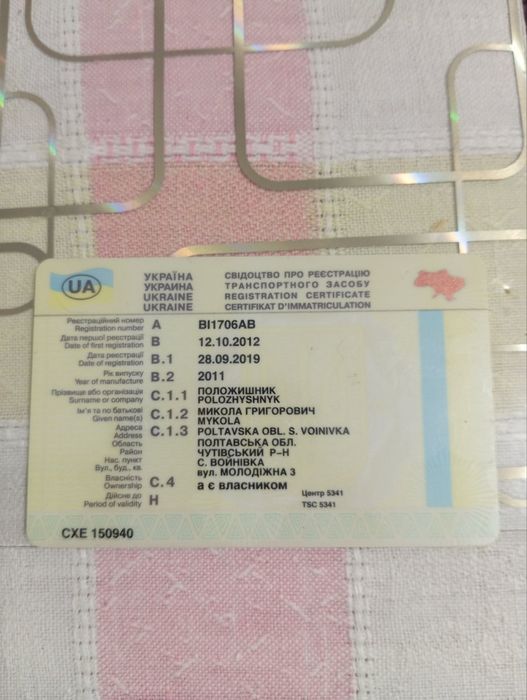 UA
УКРАЇНА
УКРАИНА
UKRAINE
UKRAINE
СВІДОЦТВО ПРО РЕЄСТРАЦІЮ
ТРАНСПОРТНОГО ЗАСОБУ
REGISTRATION CERTIFICATE
CERTIFIKAT D'IMMATRICULATION
Реєстраційний номер
Registration number A BI1706AB
Дата першої реєстрації
Date of first registration B 12.10.2012
Дата реєстрації
Date of registration B.1 28.09.2019
Рік випуску
Year of manufacture B.2 2011
Прізвище або організація
Surname or company C.1.1 ПОЛОЖИШНИК
POLOZHYSHNYK
Ім'я та по батькові
Given name(s) C.1.2 МИКОЛА ГРИГОРОВИЧ
MYKOLA
Адреса
Address C.1.3 POLTAVSKA OBL. S. VOINIVKA
Область ПОЛТАВСЬКА ОБЛ.
Район ЧУТІВСЬКИЙ Р-Н
Нас. пункт С. ВОЙНІВКА
Вул., буд., кв. вул. МОЛОДІЖНА 3
Власність
Ownership C.4 а є власником
Дійсне до
Period of validity H
Центр 5341
TSC 5341
CXE 150940